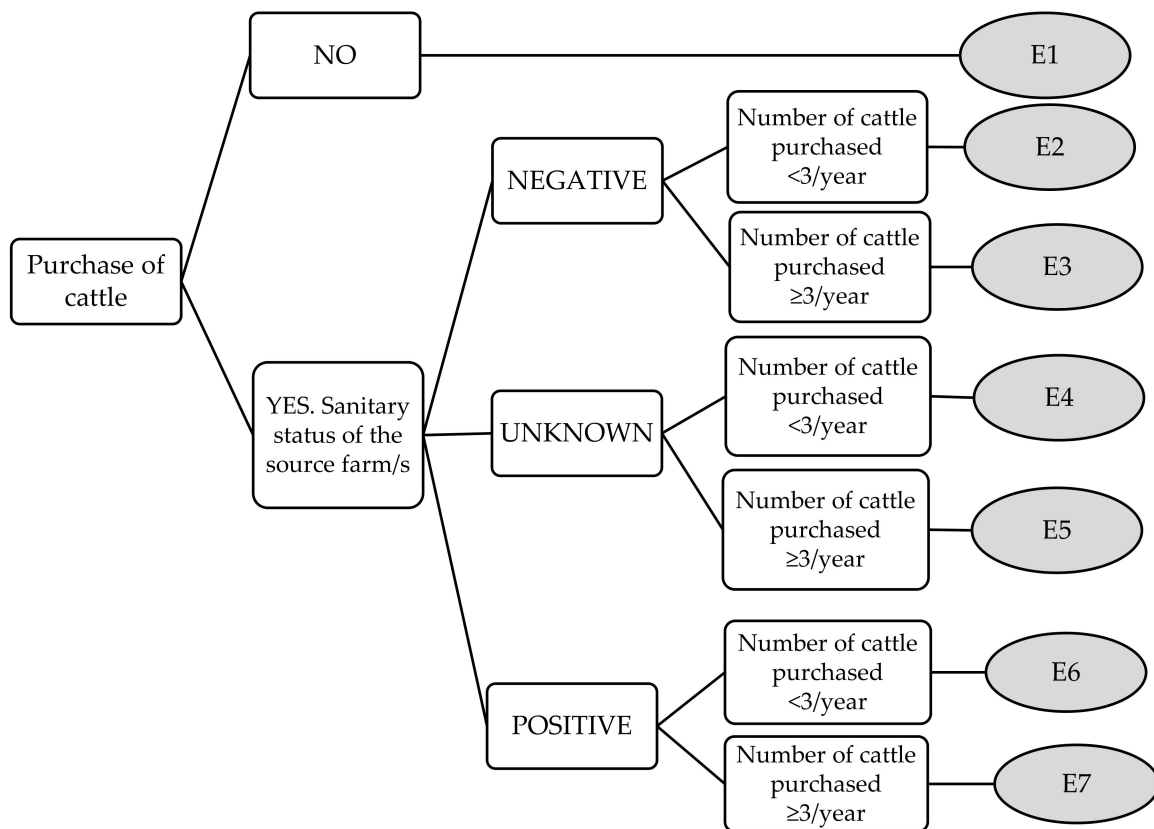 NO
E1
Number of cattle
purchased
<3/year
E2
NEGATIVE
Number of cattle
purchased
≥3/year
E3
Purchase of
cattle
YES. Sanitary
status of the
source farm/s
Number of cattle
purchased
<3/year
E4
UNKNOWN
Number of cattle
purchased
≥3/year
E5
Number of cattle
purchased
<3/year
E6
POSITIVE
Number of cattle
purchased
≥3/year
E7